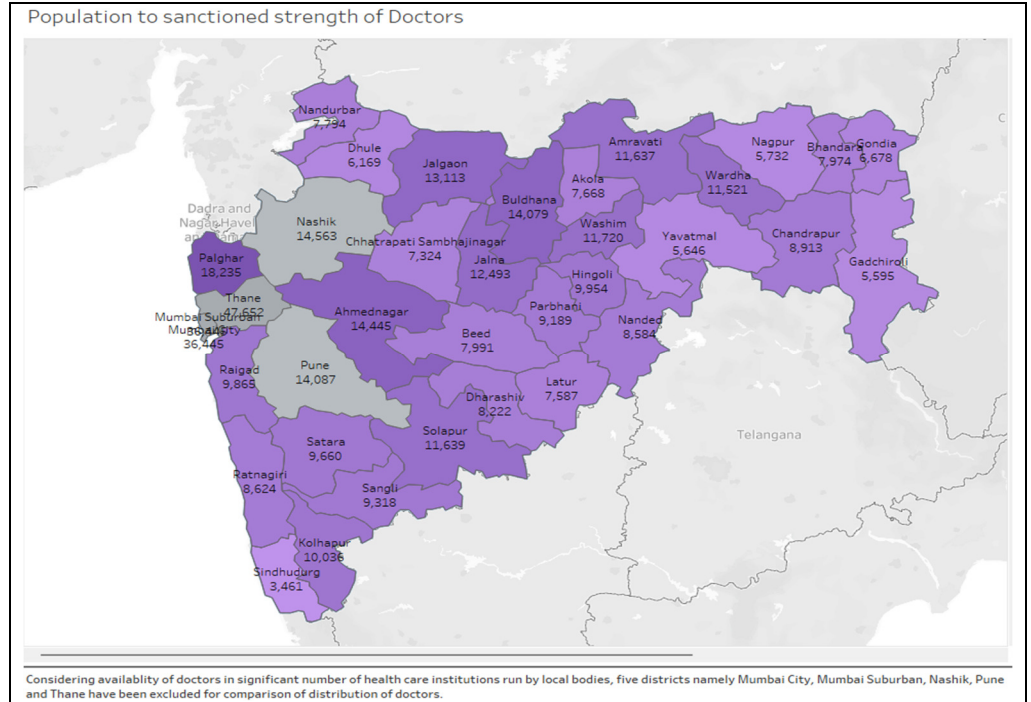 Population to sanctioned strength of Doctors
Nandurbar
7,794
Dhule
6,169
Jalgaon
13,113
Buldhana
14,079
Akola
7,668
Amravati
11,637
Wardha
11,521
Nagpur
5,732
Bhandara
7,974
Gondia
6,678
Dadra and
Nagar Havel
Nashik
14,563
Chhatrapati Sambhajinagar
7,324
Jalna
12,493
Washim
11,720
Yavatmal
5,646
Chandrapur
8,913
Gadchiroli
5,595
Palghar
18,235
Thane
47,652
Mumbai Suburban
Mumbai City
36,445
Ahmednagar
14,445
Hingoli
9,954
Parbhani
9,189
Nanded
8,584
Beed
7,991
Raigad
9,865
Pune
14,087
Latur
7,587
Dharashiv
8,222
Solapur
11,639
Satara
9,660
Sangli
9,318
Ratnagiri
8,624
Kolhapur
10,036
Sindhudurg
3,461
Telangana
C
Considering availablity of doctors in significant number of health care institutions run by local bodies, five districts namely Mumbai City, Mumbai Suburban, Nashik, Pune
and Thane have been excluded for comparison of distribution of doctors.